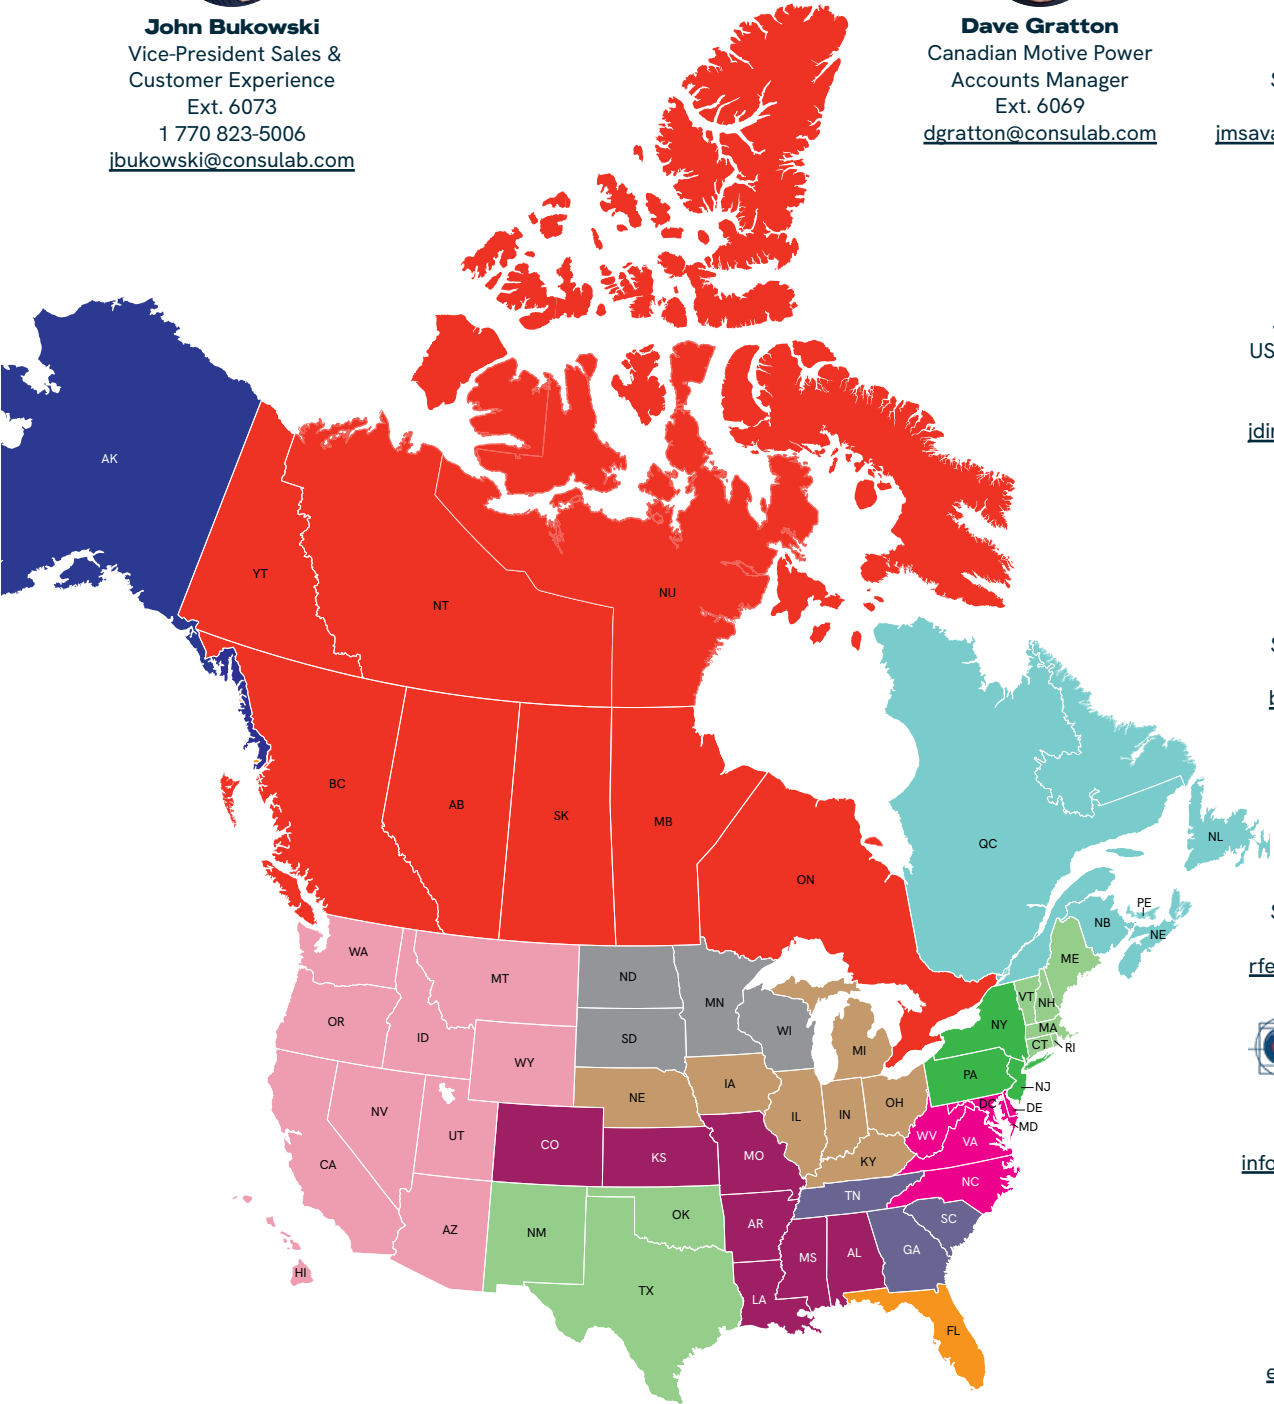 John Bukowski
Vice-President Sales &
Customer Experience
Ext. 6073
1 770 823-5006
jbukowski@consulab.com
Dave Gratton
Canadian Motive Power
Accounts Manager
Ext. 6069
dgratton@consulab.com
jmsava
US
jdin
AK
YT
NT
NU
BC
AB
SK
MB
ON
QC
NL
PE
NB
NE
rfe
info
WA
MT
ND
MN
ME
VT
NH
OR
ID
WY
SD
WI
MI
NY
MA
CT
RI
NV
UT
NE
IA
IL
IN
OH
PA
NJ
DC
DE
MD
CA
CO
KS
MO
KY
WV
VA
AZ
NM
OK
AR
TN
NC
SC
HI
TX
LA
MS
AL
GA
FL